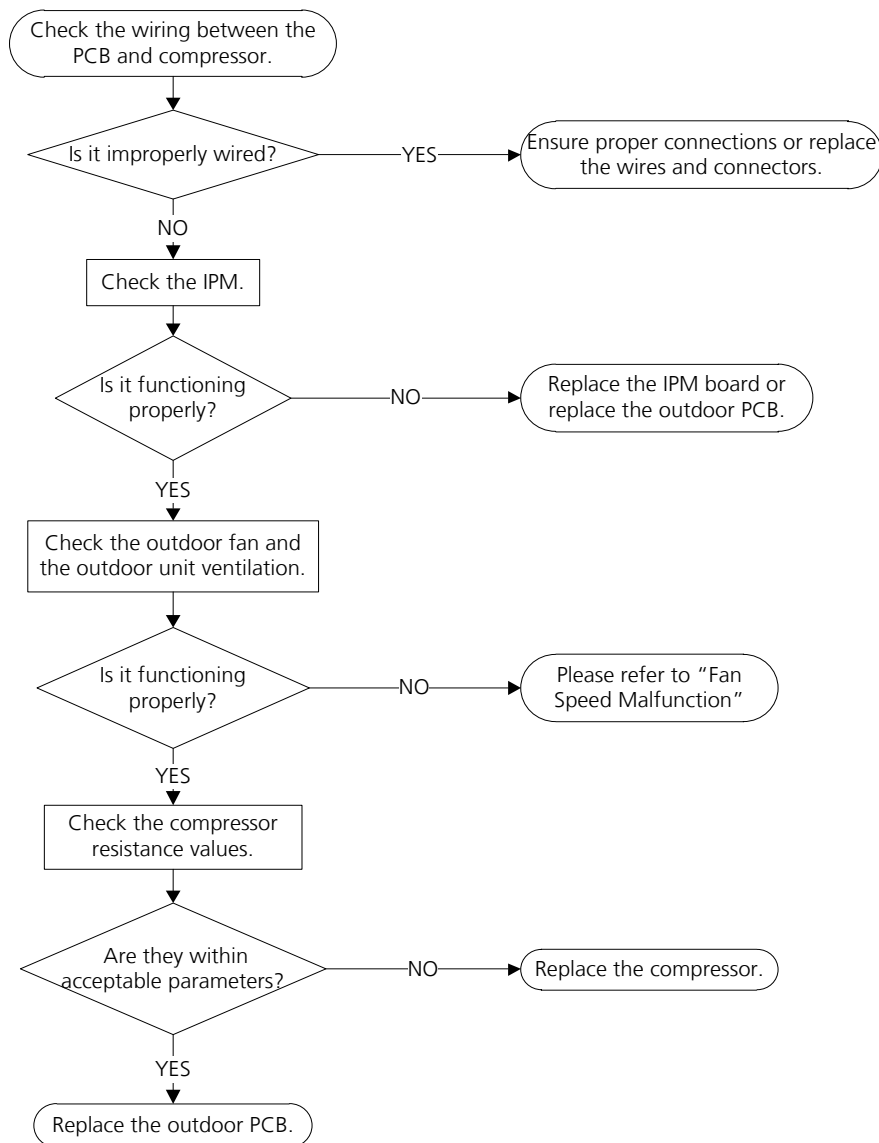 Check the wiring between the
PCB and compressor.
Is it improperly wired?
YES
Ensure proper connections or replace
the wires and connectors.
NO
Check the IPM.
Is it functioning
properly?
NO
Replace the IPM board or
replace the outdoor PCB.
YES
Check the outdoor fan and
the outdoor unit ventilation.
Is it functioning
properly?
NO
Please refer to “Fan
Speed Malfunction”
YES
Check the compressor
resistance values.
Are they within
acceptable parameters?
NO
Replace the compressor.
YES
Replace the outdoor PCB.